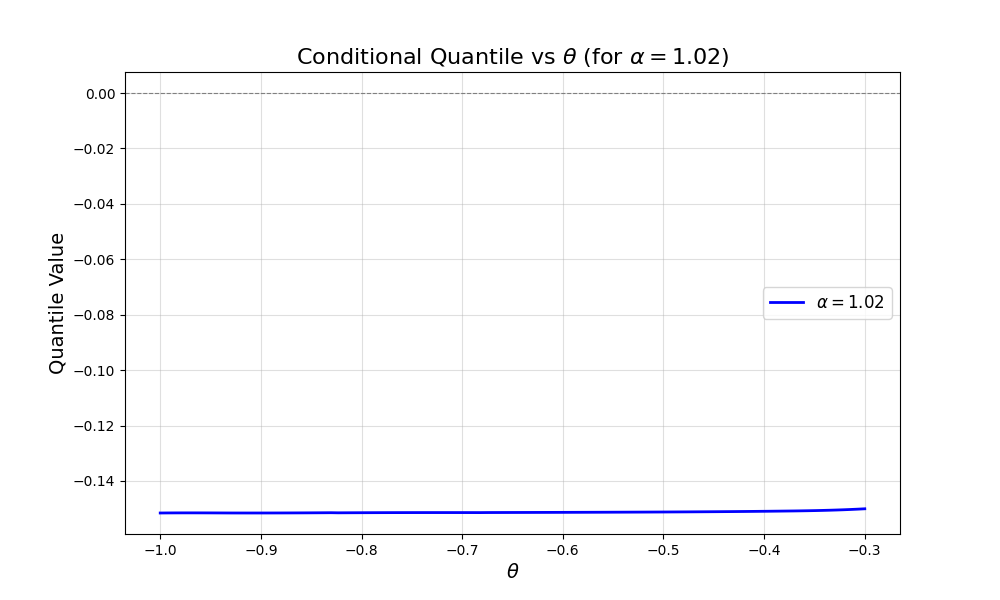 Conditional Quantile vs θ (for α = 1.02)
Quantile Value
0.00
−0.02
−0.04
−0.06
−0.08
−0.10
−0.12
−0.14
α = 1.02
−1.0 −0.9 −0.8 −0.7 −0.6 −0.5 −0.4 −0.3
θ